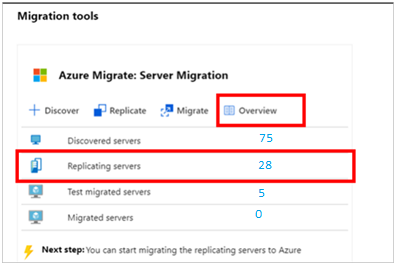 Migration tools
Azure Migrate: Server Migration
Discover Replicate Migrate Overview
Discovered servers 75
Replicating servers 28
Test migrated servers 5
Migrated servers 0
Next step: You can start migrating the replicating servers to Azure